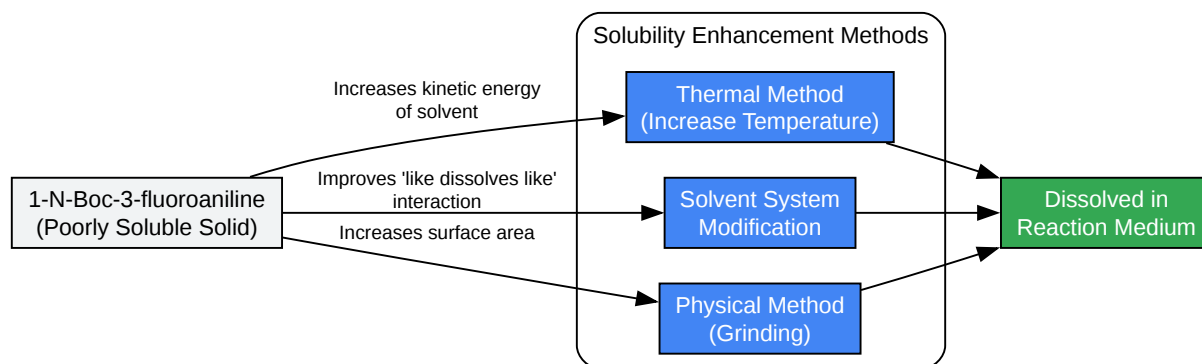 Solubility Enhancement Methods
Increases kinetic energy
of solvent
Thermal Method
(Increase Temperature)
1-N-Boc-3-fluoroaniline
(Poorly Soluble Solid)
Improves 'like dissolves like'
interaction
Solvent System
Modification
Dissolved in
Reaction Medium
Increases surface area
Physical Method
(Grinding)